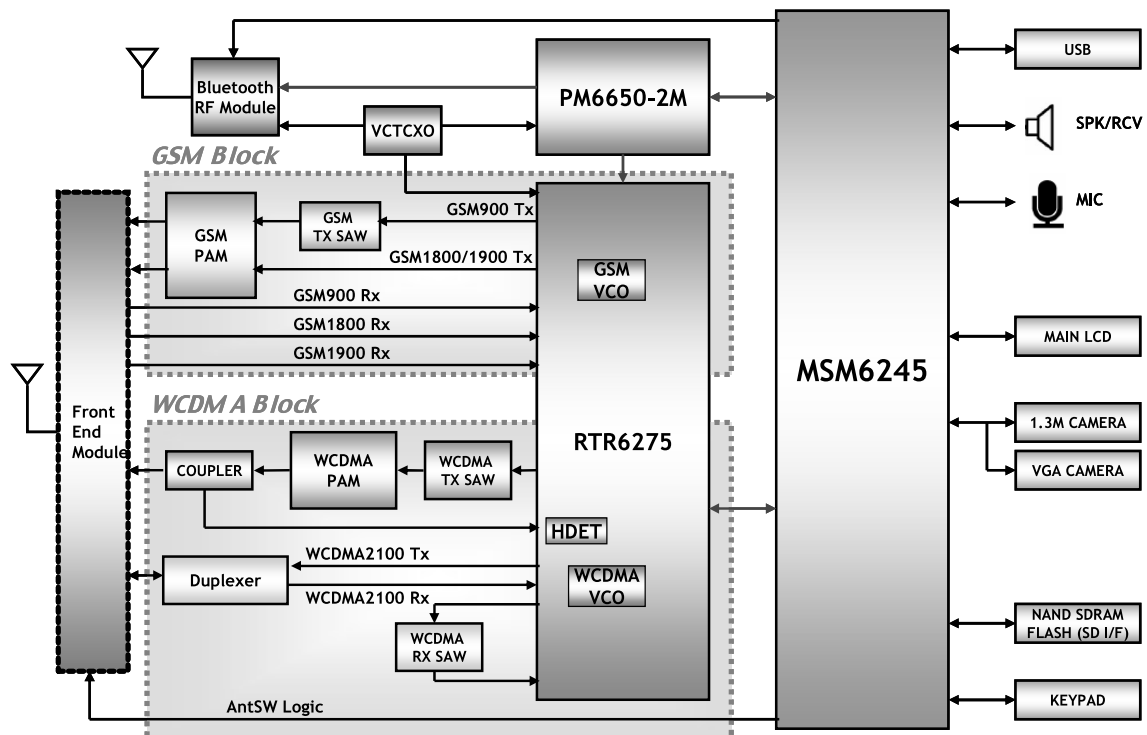 Bluetooth
RF Module
PM6650-2M
VCTCXO
USB
SPK/RCV
MIC
GSM Block
GSM
PAM
GSM
TX SAW
GSM900 Tx
GSM1800/1900 Tx
GSM
VCO
GSM900 Rx
GSM1800 Rx
GSM1900 Rx
MSM6245
MAIN LCD
WCDM A Block
Front
End
Module
1.3M CAMERA
VGA CAMERA
RTR6275
COUPLER
WCDMA
PAM
WCDMA
TX SAW
HDET
WCDMA2100 Tx
Duplexer
WCDMA2100 Rx
WCDMA
VCO
WCDMA
RX SAW
NAND SDRAM
FLASH (SD I/F)
KEYPAD
AntSW Logic